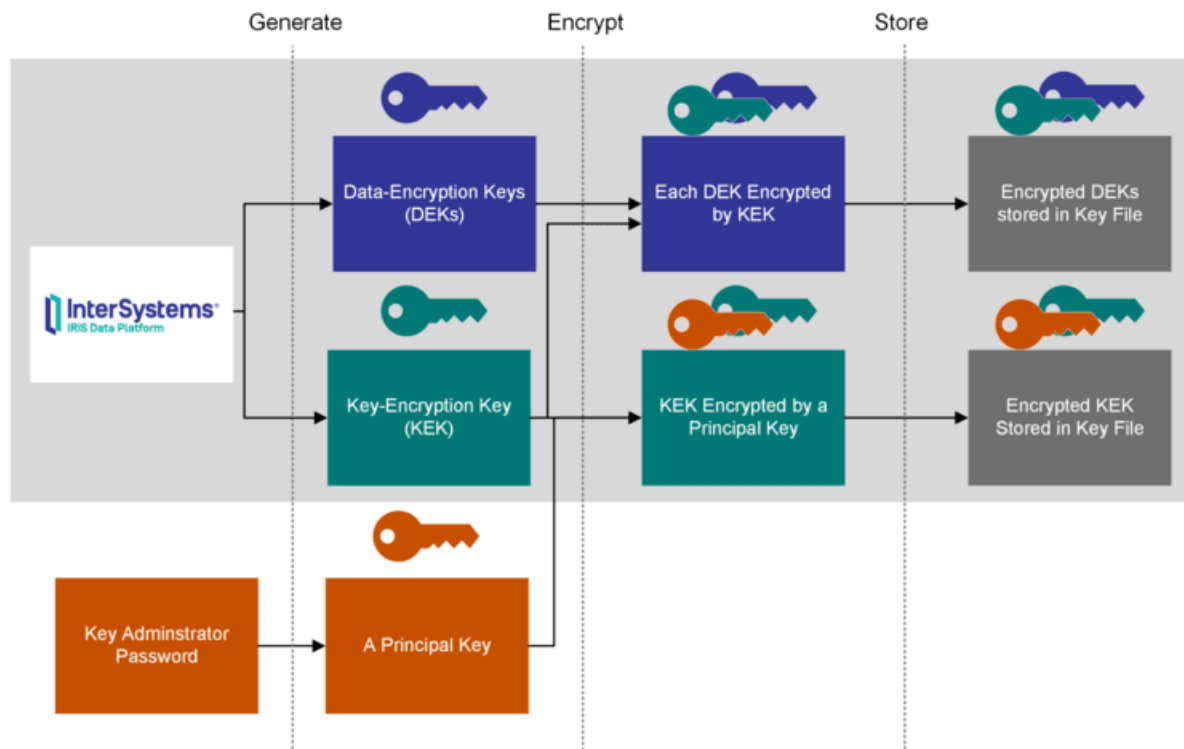 Generate
Encrypt
Store
Data-Encryption Keys
(DEKs)
Each DEK Encrypted
by KEK
Encrypted DEKs
stored in Key File
InterSystems®
IRIS Data Platform
Key-Encryption Key
(KEK)
KEK Encrypted by a
Principal Key
Encrypted KEK
Stored in Key File
Key Adminstrator
Password
A Principal Key